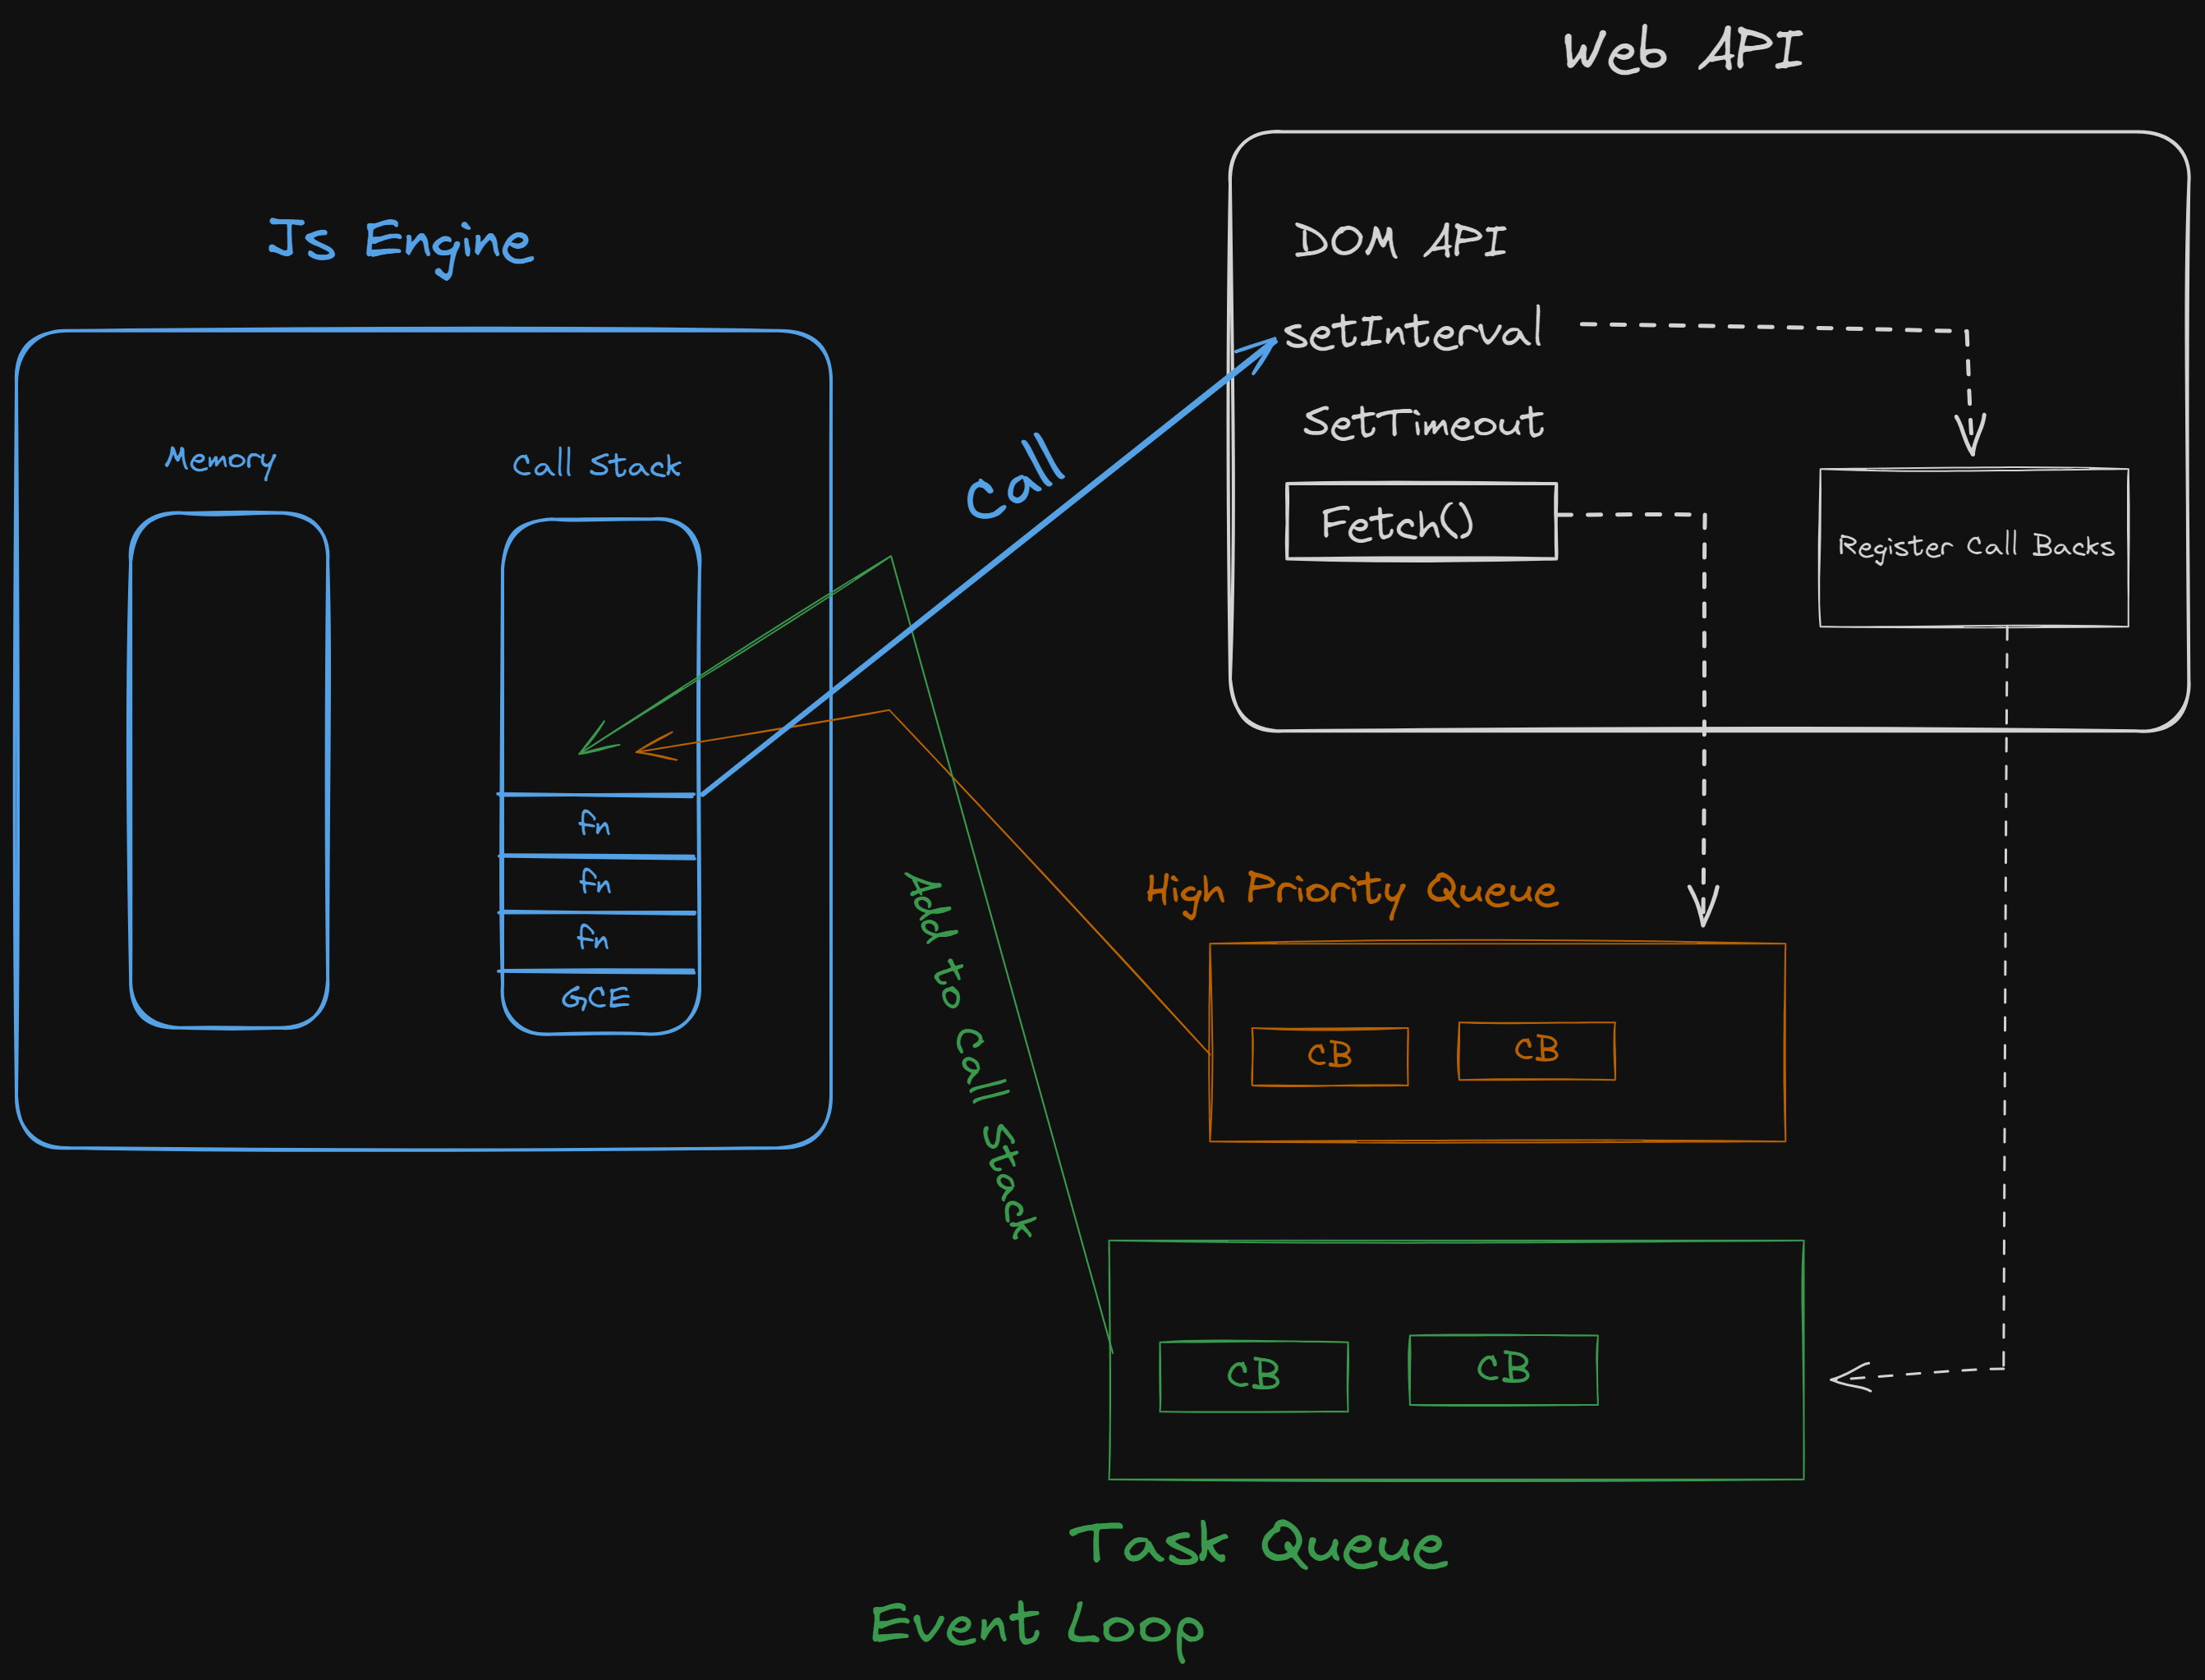 Web API
Js Engine
DOM API
setInterval
SetTimeout
Fetch()
Register Call Backs
Call
Memory
Call Stack
fn
fn
fn
GCE
High Priority Queue
CB
CB
Add to Call Stack
CB
CB
Task Queue
Event Loop